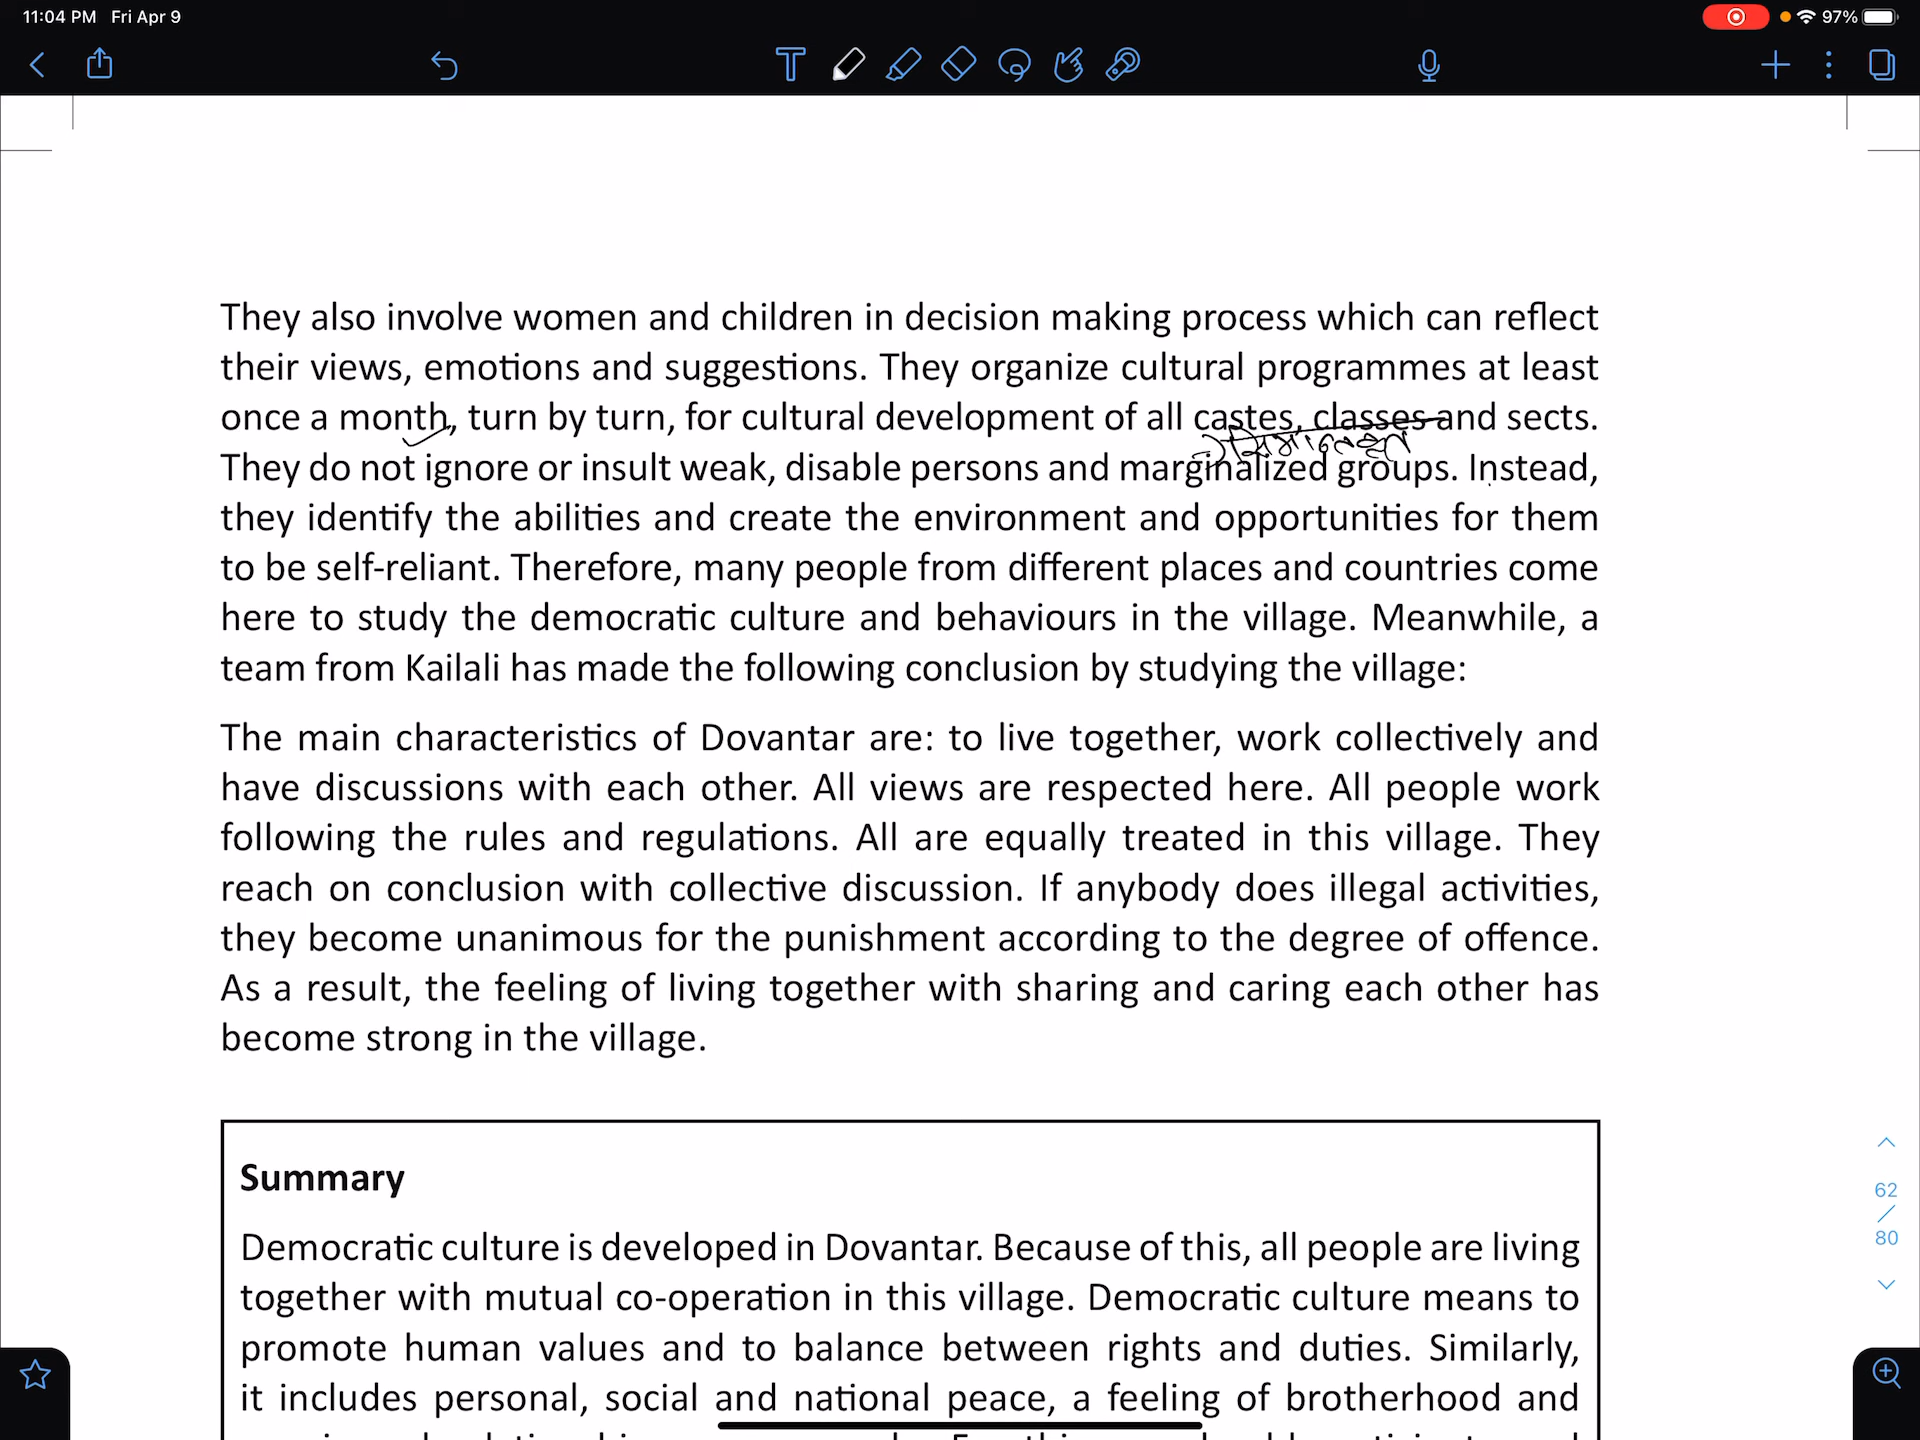 11:04 PM Fri Apr 9
97%
They also involve women and children in decision making process which can reflect
their views, emotions and suggestions. They organize cultural programmes at least
once a month, turn by turn, for cultural development of all castes, classes and sects.
They do not ignore or insult weak, disable persons and marginalized groups. Instead,
they identify the abilities and create the environment and opportunities for them
to be self-reliant. Therefore, many people from different places and countries come
here to study the democratic culture and behaviours in the village. Meanwhile, a
team from Kailali has made the following conclusion by studying the village:
The main characteristics of Dovantar are: to live together, work collectively and
have discussions with each other. All views are respected here. All people work
following the rules and regulations. All are equally treated in this village. They
reach on conclusion with collective discussion. If anybody does illegal activities,
they become unanimous for the punishment according to the degree of offence.
As a result, the feeling of living together with sharing and caring each other has
become strong in the village.
62
/
80
Summary
Democratic culture is developed in Dovantar. Because of this, all people are living
together with mutual co-operation in this village. Democratic culture means to
promote human values and to balance between rights and duties. Similarly,
it includes personal, social and national peace, a feeling of brotherhood and